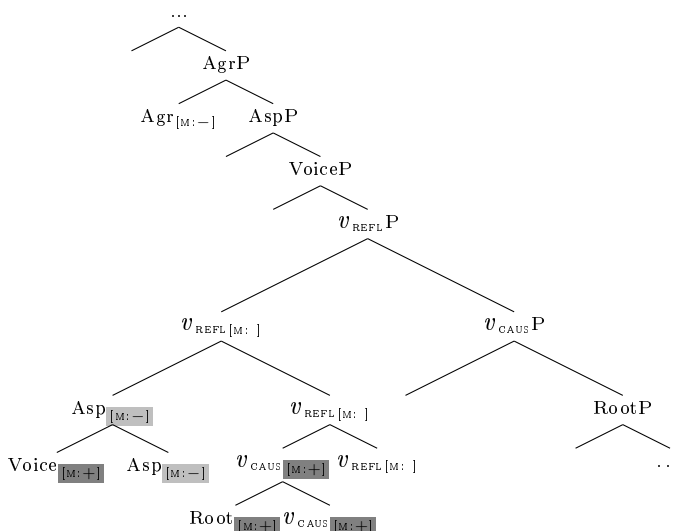 ...
AgrP
Agr[M:−] AspP
VoiceP
vREFLP
vREFL[M: ] vCAUSP
Asp[M:−] vREFL[M: ] RootP
Voice[M:+] Asp[M:−] vCAUS[M:+] vREFL[M: ] ..
Root[M:+] vCAUS[M:+]